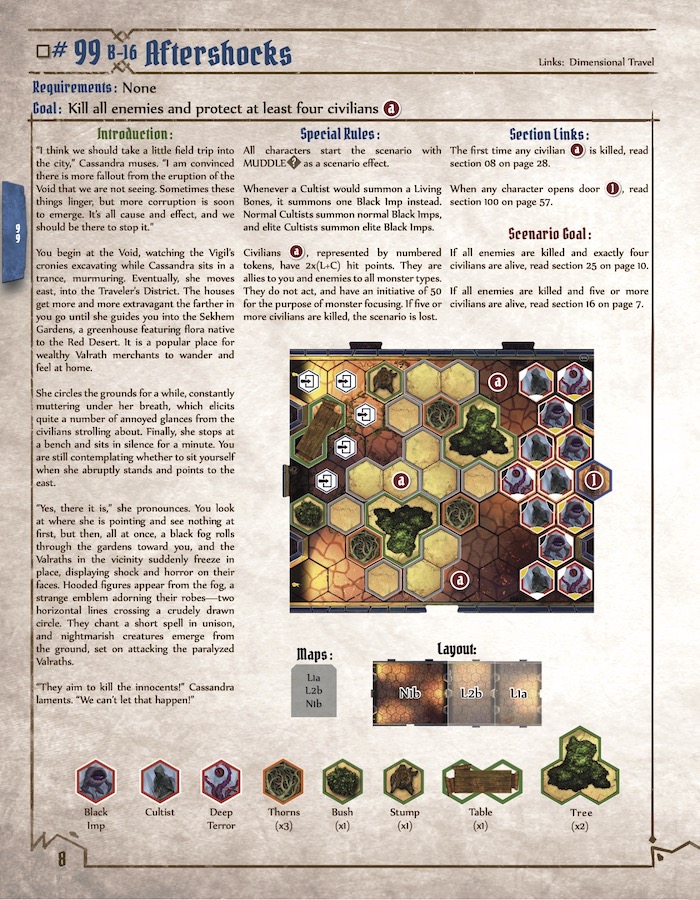 # 99 B-16 Aftershocks
Links: Dimensional Travel
Requirements: None
Goal: Kill all enemies and protect at least four civilians a
Introduction:
"I think we should take a little field trip into
the city," Cassandra muses. "I am convinced
there is more fallout from the eruption of the
Void that we are not seeing. Sometimes these
things linger, but more corruption is soon
to emerge. It's all cause and effect, and we
should be there to stop it."
You begin at the Void, watching the Vigil's
cronies excavating while Cassandra sits in a
trance, murmuring. Eventually, she moves
east, into the Traveler's District. The houses
get more and more extravagant the farther in
you go until she guides you into the Sekhem
Gardens, a greenhouse featuring flora native
to the Red Desert. It is a popular place for
wealthy Valrath merchants to wander and
feel at home.
She circles the grounds for a while, constantly
muttering under her breath, which elicits
quite a number of annoyed glances from the
civilians strolling about. Finally, she stops at
a bench and sits in silence for a minute. You
are still contemplating whether to sit yourself
when she abruptly stands and points to the
east.
"Yes, there it is," she pronounces. You look
at where she is pointing and see nothing at
first, but then, all at once, a black fog rolls
through the gardens toward you, and the
Valraths in the vicinity suddenly freeze in
place, displaying shock and horror on their
faces. Hooded figures appear from the fog, a
strange emblem adorning their robes—two
horizontal lines crossing a crudely drawn
circle. They chant a short spell in unison,
and nightmarish creatures emerge from
the ground, set on attacking the paralyzed
Valraths.
"They aim to kill the innocents!" Cassandra
laments. "We can't let that happen!"
Special Rules:
All characters start the scenario with
MUDDLE ? as a scenario effect.
Whenever a Cultist would summon a Living
Bones, it summons one Black Imp instead.
Normal Cultists summon normal Black Imps,
and elite Cultists summon elite Black Imps.
Civilians a, represented by numbered
tokens, have 2x(L+C) hit points. They are
allies to you and enemies to all monster types.
They do not act, and have an initiative of 50
for the purpose of monster focusing. If five or
more civilians are killed, the scenario is lost.
Section Links:
The first time any civilian a is killed, read
section 08 on page 28.
When any character opens door 1, read
section 100 on page 57.
Scenario Goal:
If all enemies are killed and exactly four
civilians are alive, read section 25 on page 10.
If all enemies are killed and five or more
civilians are alive, read section 16 on page 7.
99
a
a
1
a
Maps:
L1a
L2b
N1b
Layout:
N1b L2b L1a
Black
Imp
Cultist
Deep
Terror
Thorns
(x3)
Bush
(x1)
Stump
(x1)
Table
(x1)
Tree
(x2)
8